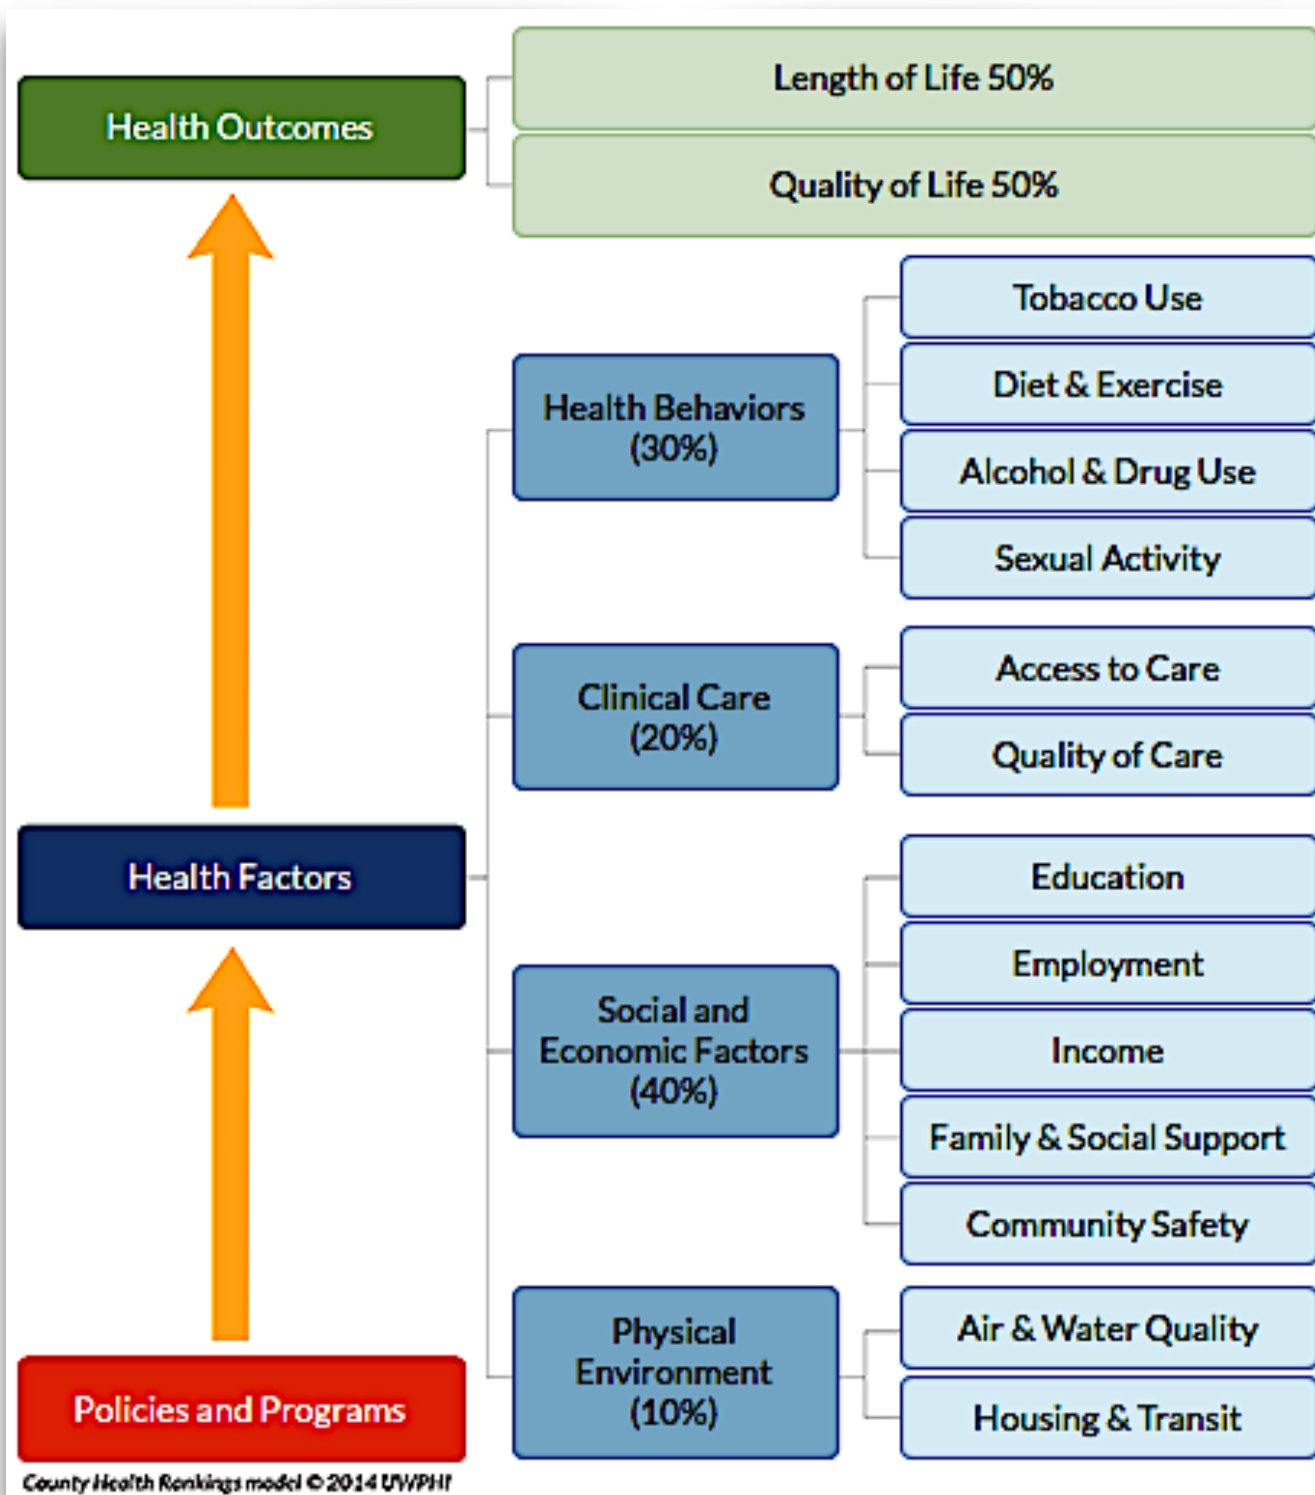 Health Outcomes
Length of Life 50%
Quality of Life 50%
Health Behaviors
(30%)
Tobacco Use
Diet & Exercise
Alcohol & Drug Use
Sexual Activity
Clinical Care
(20%)
Access to Care
Quality of Care
Health Factors
Social and
Economic Factors
(40%)
Education
Employment
Income
Family & Social Support
Community Safety
Physical
Environment
(10%)
Air & Water Quality
Housing & Transit
Policies and Programs
County Health Rankings model © 2014 UWPHI